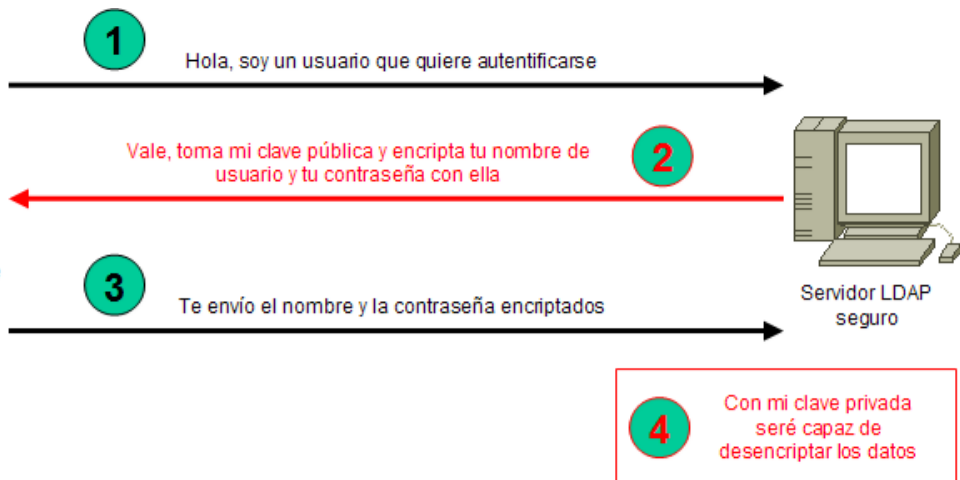 1
Hola, soy un usuario que quiere autentificarse
Vale, toma mi clave pública y encripta tu nombre de
usuario y tu contraseña con ella
2
3
Te envío el nombre y la contraseña encriptados
Servidor LDAP
seguro
4
Con mi clave privada
seré capaz de
desencriptar los datos